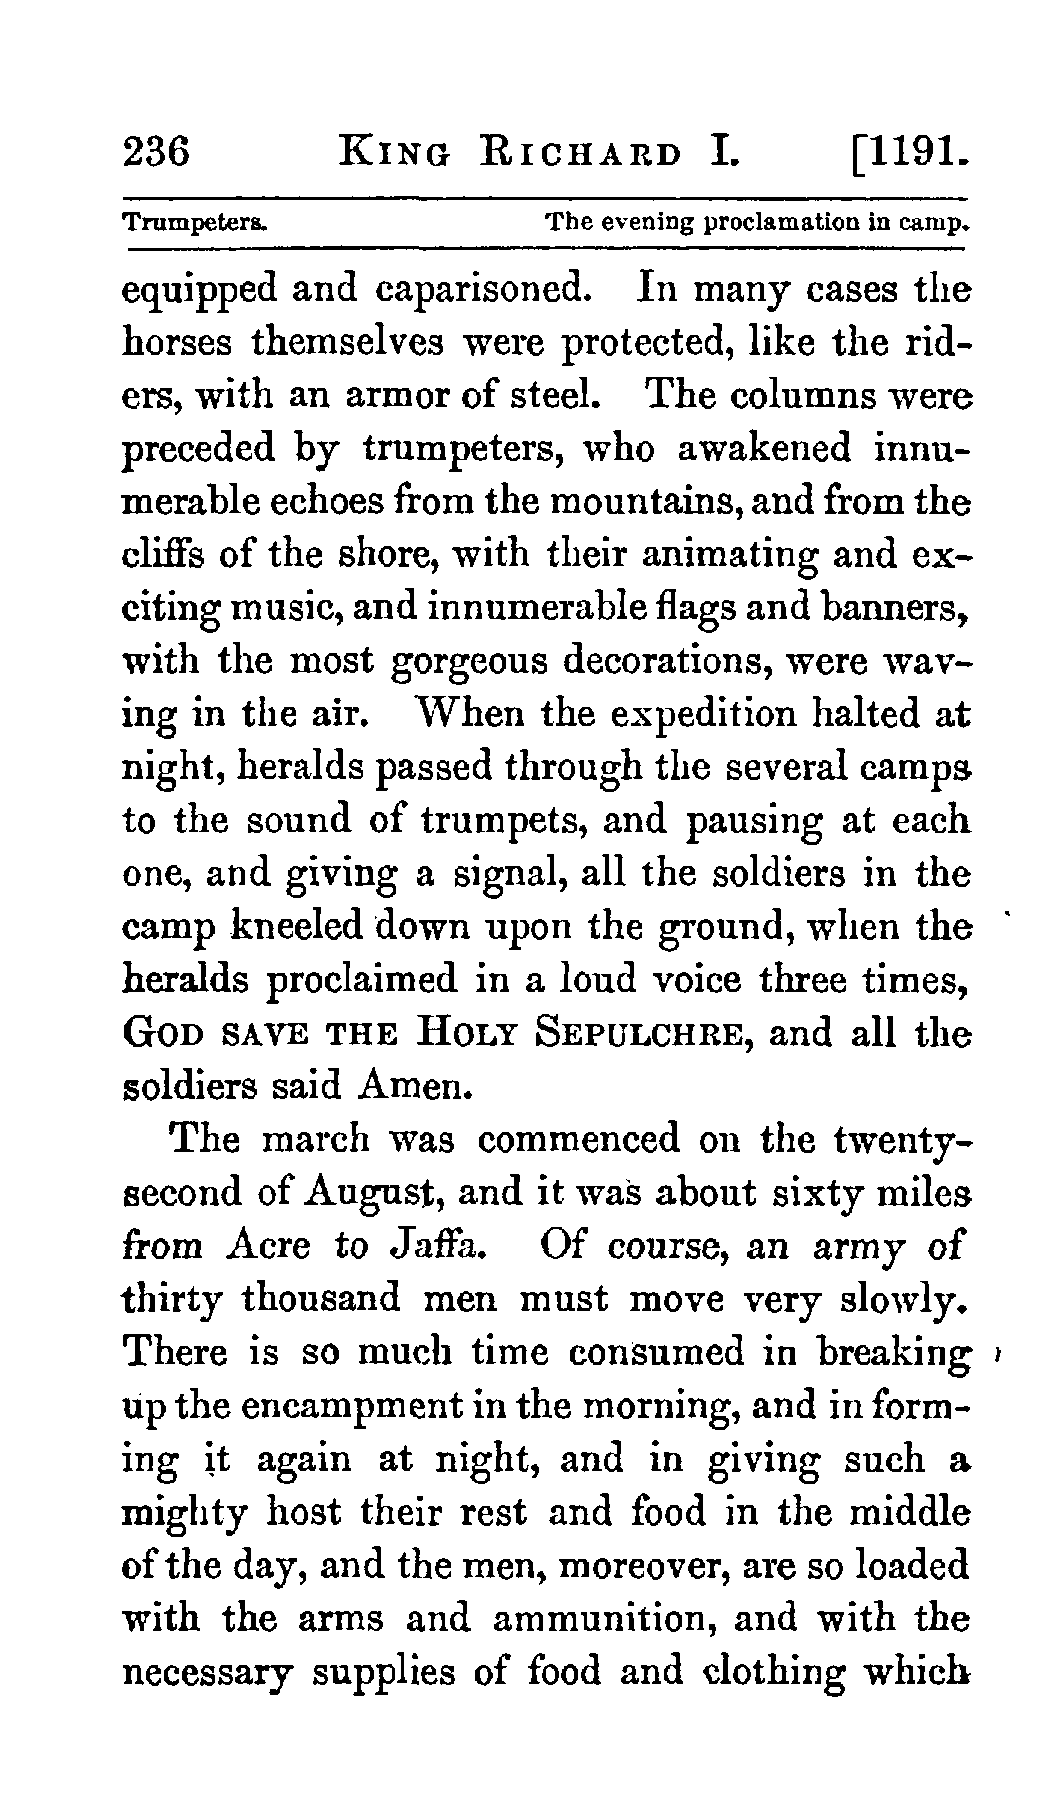 236 KING RICHARD I. [1191.
Trumpeters. The evening proclamation in camp.
equipped and caparisoned. In many cases the
horses themselves were protected, like the rid-
ers, with an armor of steel. The columns were
preceded by trumpeters, who awakened innu-
merable echoes from the mountains, and from the
cliffs of the shore, with their animating and ex-
citing music, and innumerable flags and banners,
with the most gorgeous decorations, were wav-
ing in the air. When the expedition halted at
night, heralds passed through the several camps
to the sound of trumpets, and pausing at each
one, and giving a signal, all the soldiers in the
camp kneeled down upon the ground, when the
heralds proclaimed in a loud voice three times,
GOD SAVE THE HOLY SEPULCHRE, and all the
soldiers said Amen.
The march was commenced on the twenty-
second of August, and it was about sixty miles
from Acre to Jaffa. Of course, an army of
thirty thousand men must move very slowly.
There is so much time consumed in breaking
up the encampment in the morning, and in form-
ing it again at night, and in giving such a
mighty host their rest and food in the middle
of the day, and the men, moreover, are so loaded
with the arms and ammunition, and with the
necessary supplies of food and clothing which